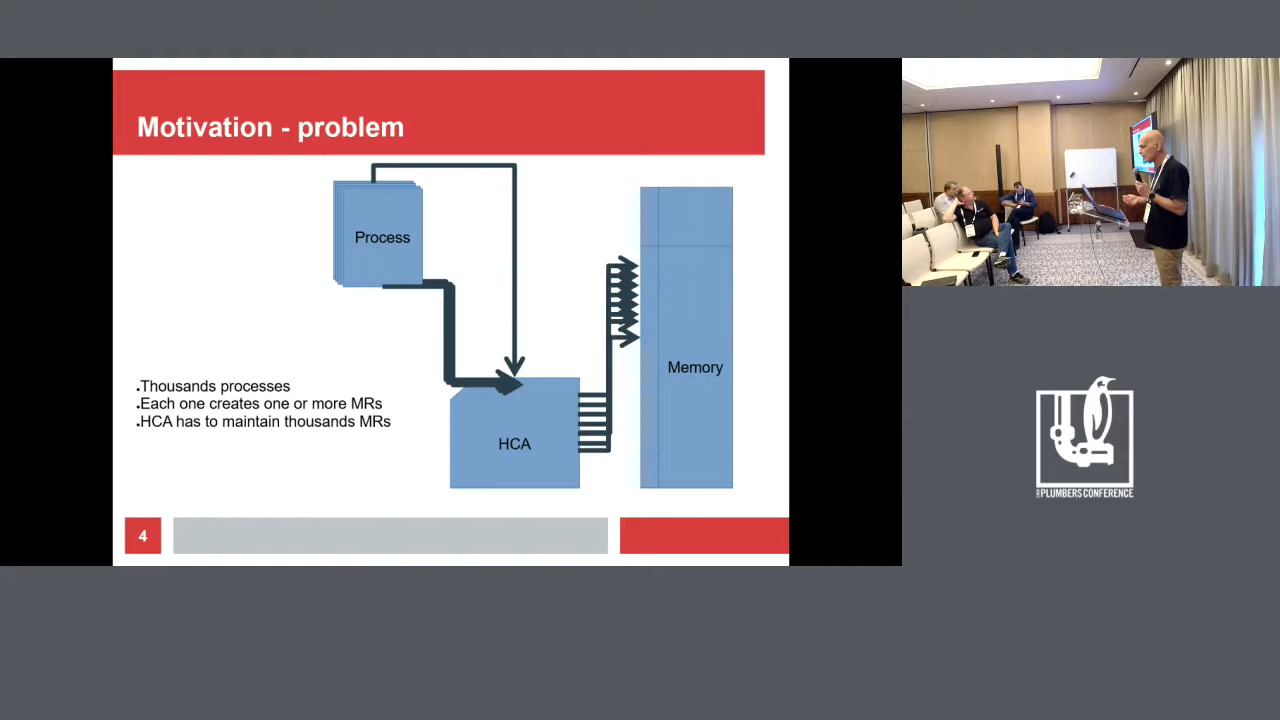 Motivation - problem
Process
Memory
.Thousands processes
.Each one creates one or more MRs
.HCA has to maintain thousands MRs
HCA
4
PLUMBERS CONFERENCE